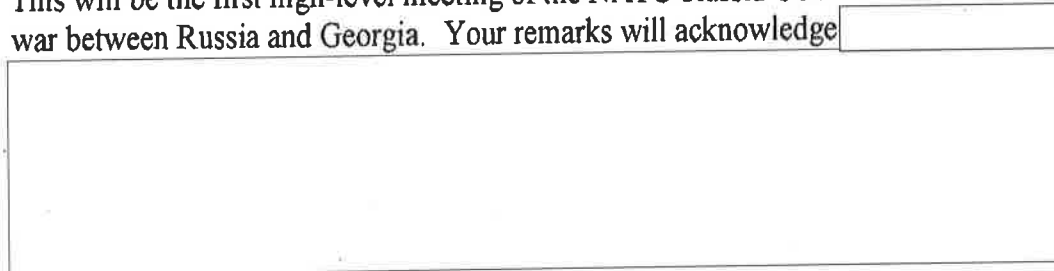 This will be the first high-level meeting of the
war between Russia and Georgia. Your remarks will acknowledge